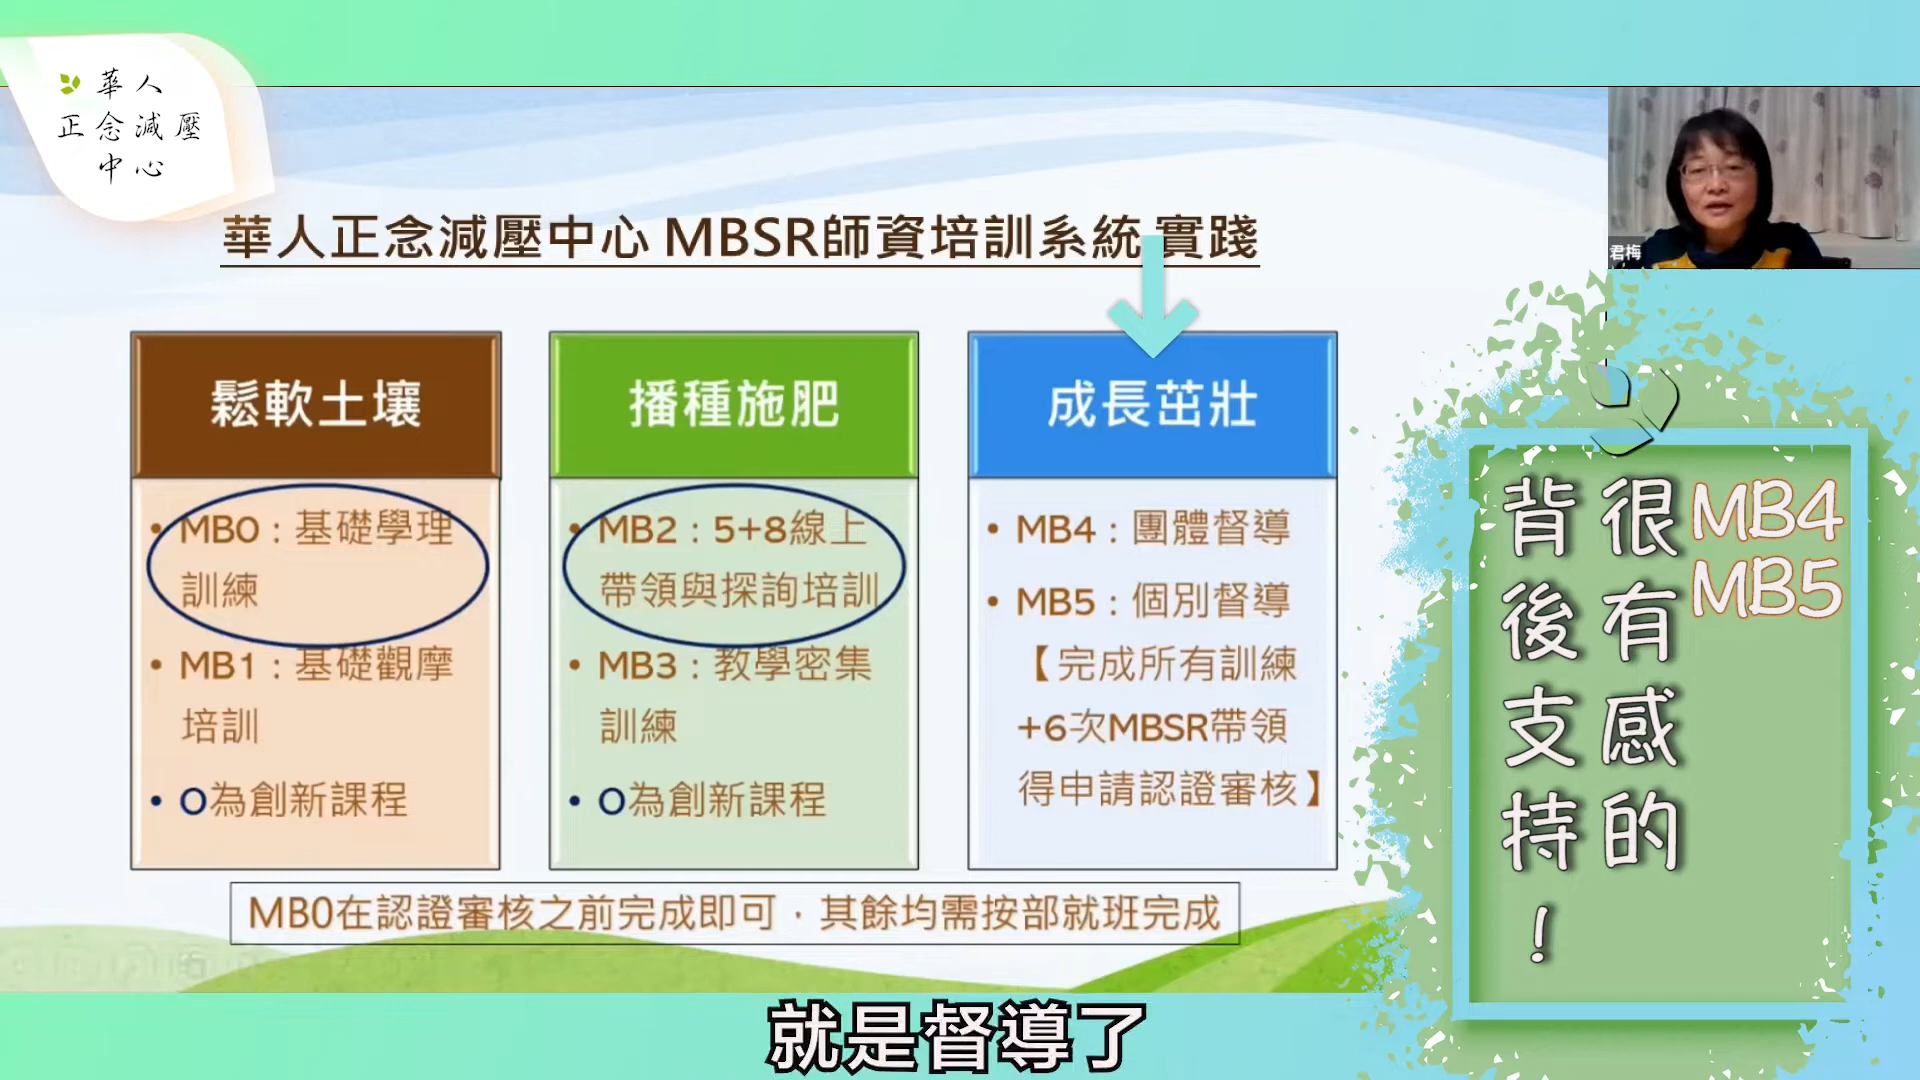 華人
正念減壓
中心
華人正念減壓中心 MBSR師資培訓系統 實踐
君梅
鬆軟土壤
• MB0：基礎學理
訓練
• MB1：基礎觀摩
培訓
• O為創新課程
播種施肥
• MB2：5+8線上
帶領與探詢培訓
• MB3：教學密集
訓練
• O為創新課程
成長茁壯
• MB4：團體督導
• MB5：個別督導
【完成所有訓練
+6次MBSR帶領
得申請認證審核】
MB0在認證審核之前完成即可，其餘均需按部就班完成
MB4
MB5
很有感的
背後支持！
就是督導了